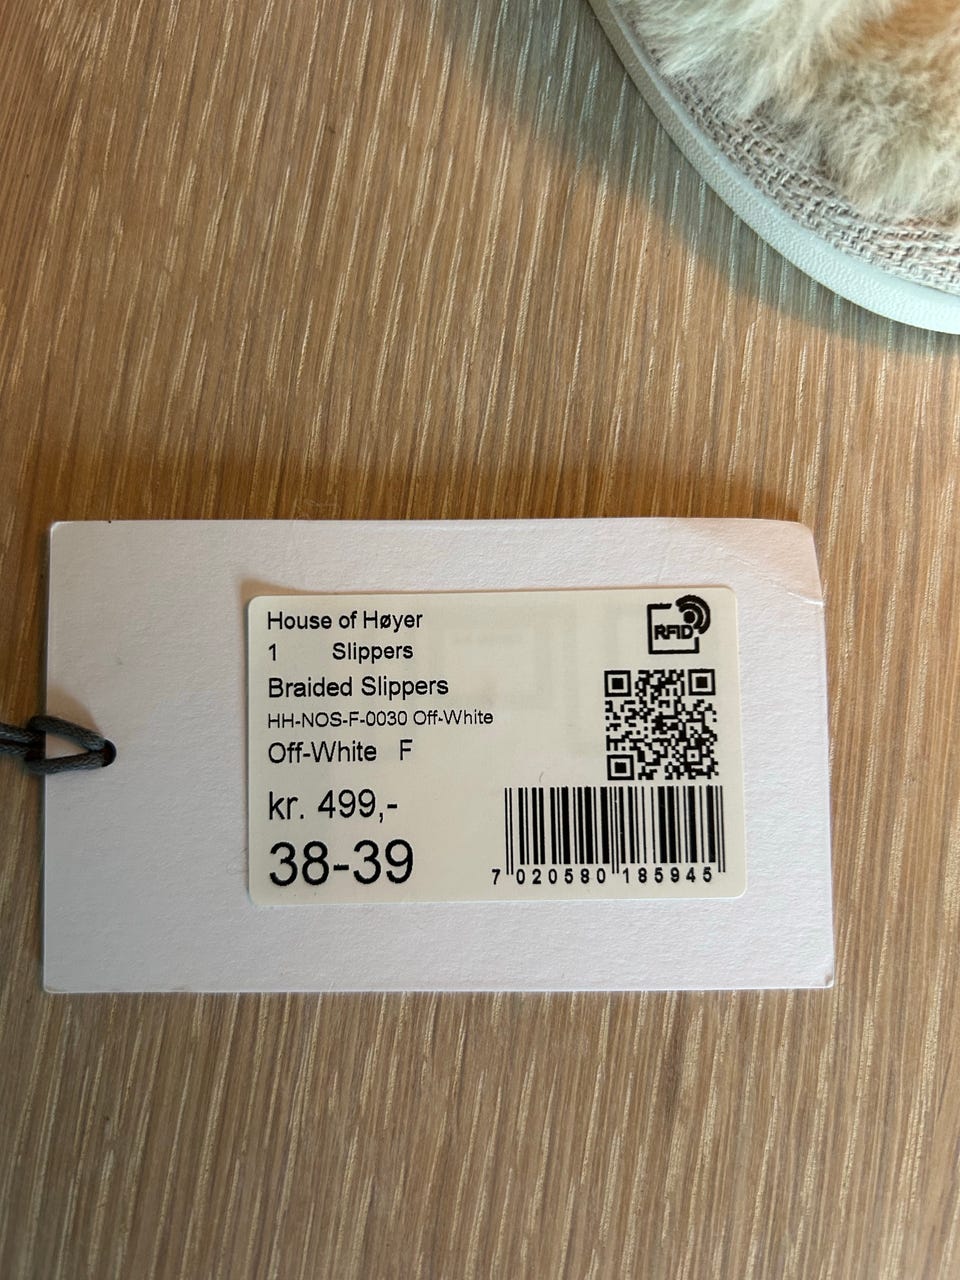 House of Høyer
1 Slippers
Braided Slippers
HH-NOS-F-0030 Off-White
Off-White F
kr. 499,-
38-39
RFID
7 020580 185945